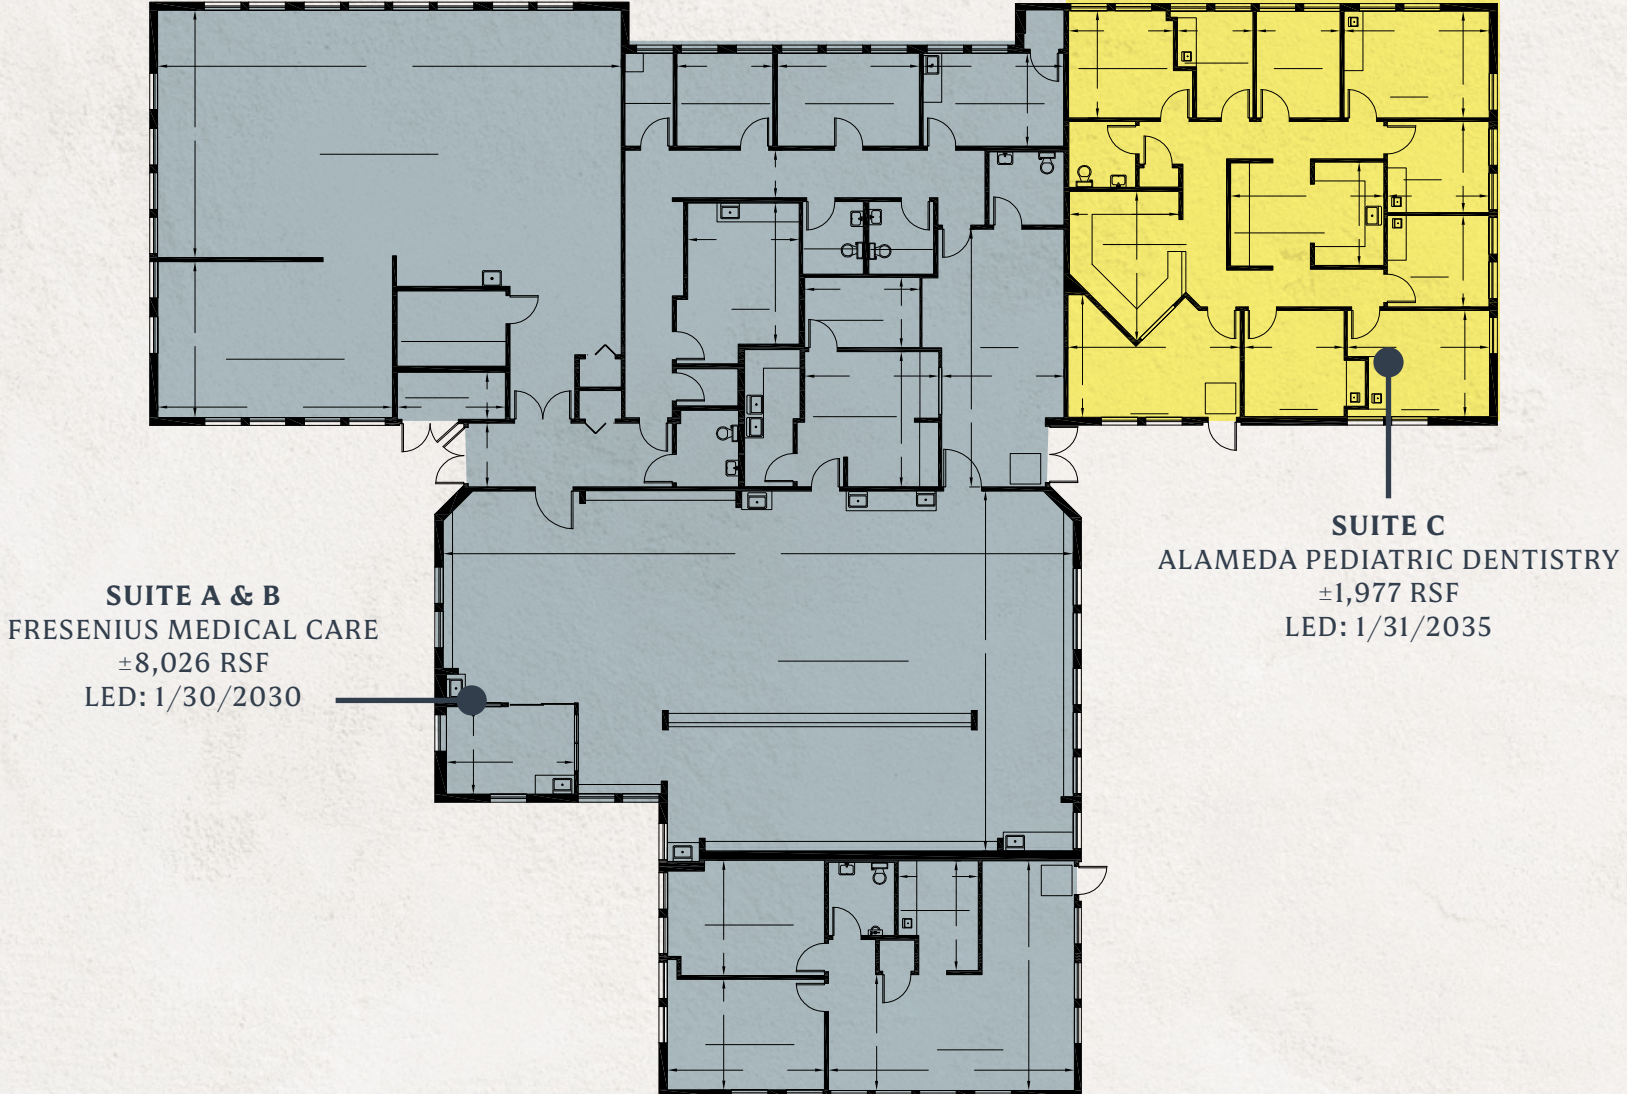 SUITE A & B
FRESENIUS MEDICAL CARE
±8,026 RSF
LED: 1/30/2030
SUITE C
ALAMEDA PEDIATRIC DENTISTRY
±1,977 RSF
LED: 1/31/2035